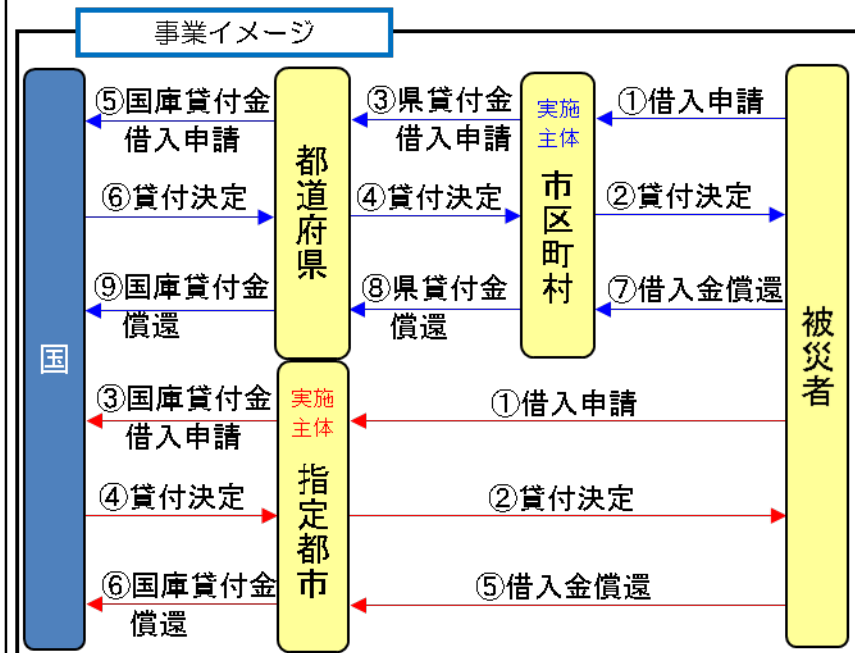 事業イメージ
国
⑤国庫貸付金
借入申請
⑥貸付決定
⑨国庫貸付金
償還
都道府県
③県貸付金
借入申請
④貸付決定
⑧県貸付金
償還
実施
主体
市区町村
①借入申請
②貸付決定
⑦借入金償還
被災者
③国庫貸付金
借入申請
④貸付決定
⑥国庫貸付金
償還
実施
主体
指定都市
①借入申請
②貸付決定
⑤借入金償還